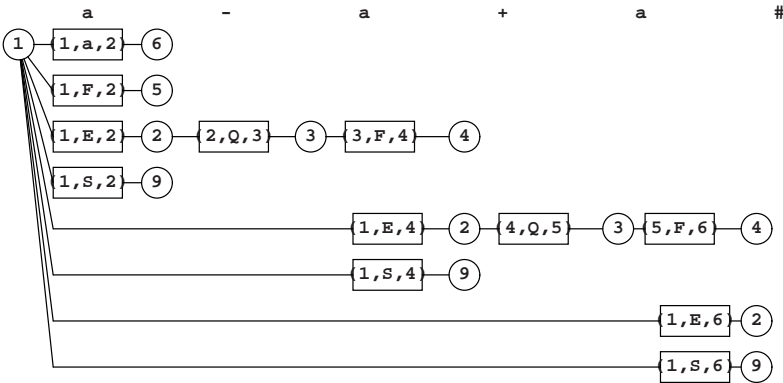 a - a + a #
1 (1,a,2) 6
(1,F,2) 5
(1,E,2) 2 (2,Q,3) 3 (3,F,4) 4
(1,S,2) 9
(1,E,4) 2 (4,Q,5) 3 (5,F,6) 4
(1,S,4) 9
(1,E,6) 2
(1,S,6) 9